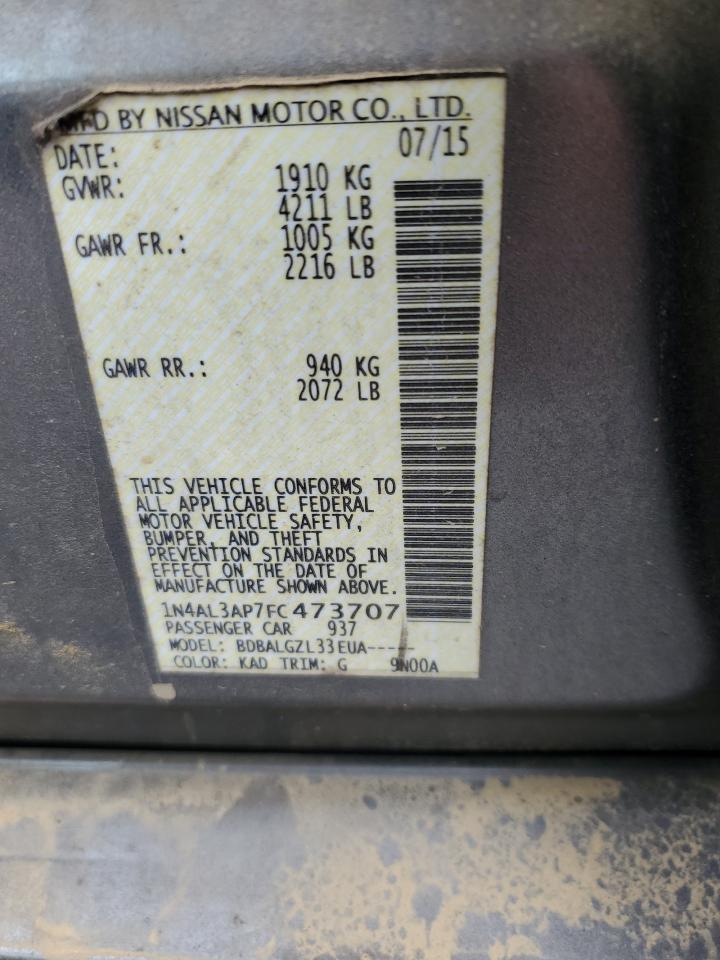 MFD BY NISSAN MOTOR CO., LTD.
DATE: 07/15
GVWR: 1910 KG
4211 LB
GAWR FR.: 1005 KG
2216 LB
GAWR RR.: 940 KG
2072 LB
THIS VEHICLE CONFORMS TO
ALL APPLICABLE FEDERAL
MOTOR VEHICLE SAFETY,
BUMPER, AND THEFT
PREVENTION STANDARDS IN
EFFECT ON THE DATE OF
MANUFACTURE SHOWN ABOVE.
1N4AL3AP7FC473707
PASSENGER CAR 937
MODEL: BDBALGZL33EUA-----
COLOR: KAD TRIM: G 9N00A